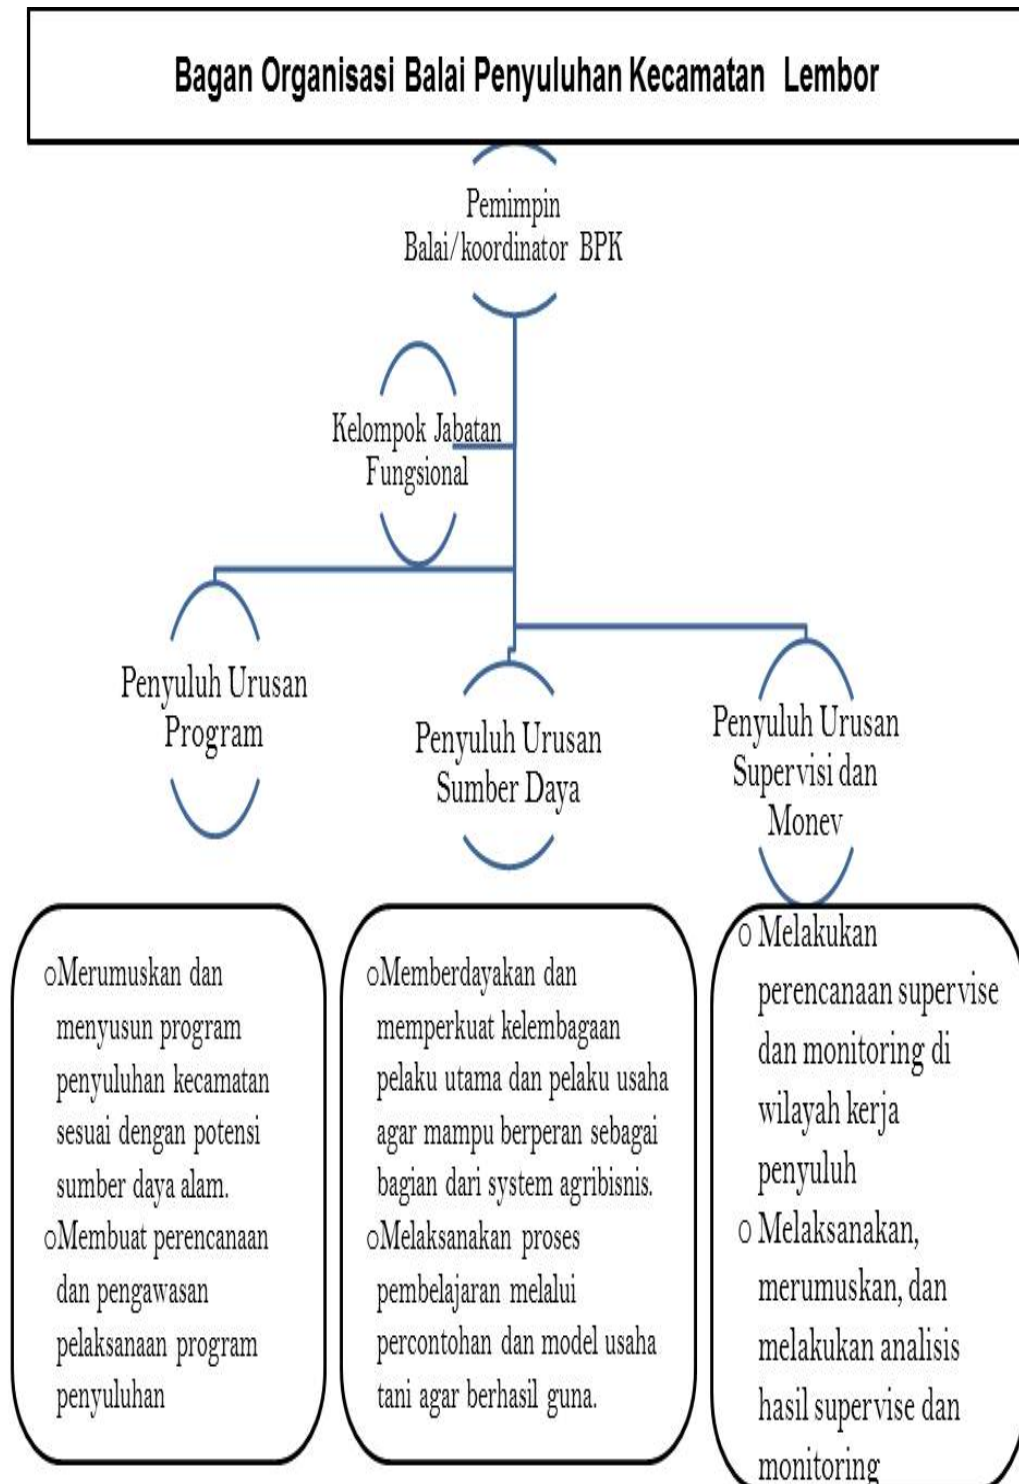 Bagan Organisasi Balai Penyuluhan Kecamatan Lembor
Pemimpin
Balai/koordinator BPK
Kelompok Jabatan
Fungsional
Penyuluh Urusan
Program
Penyuluh Urusan
Sumber Daya
Penyuluh Urusan
Supervisi dan
Monev
oMerumuskan dan
menyusun program
penyuluhan kecamatan
sesuai dengan potensi
sumber daya alam.
oMembuat perencanaan
dan pengawasan
pelaksanaan program
penyuluhan
oMemberdayakan dan
memperkuat kelembagaan
pelaku utama dan pelaku usaha
agar mampu berperan sebagai
bagian dari system agribisnis.
oMelaksanakan proses
pembelajaran melalui
percontohan dan model usaha
tani agar berhasil guna.
o Melakukan
perencanaan supervise
dan monitoring di
wilayah kerja
penyuluh
o Melaksanakan,
merumuskan, dan
melakukan analisis
hasil supervise dan
monitoring